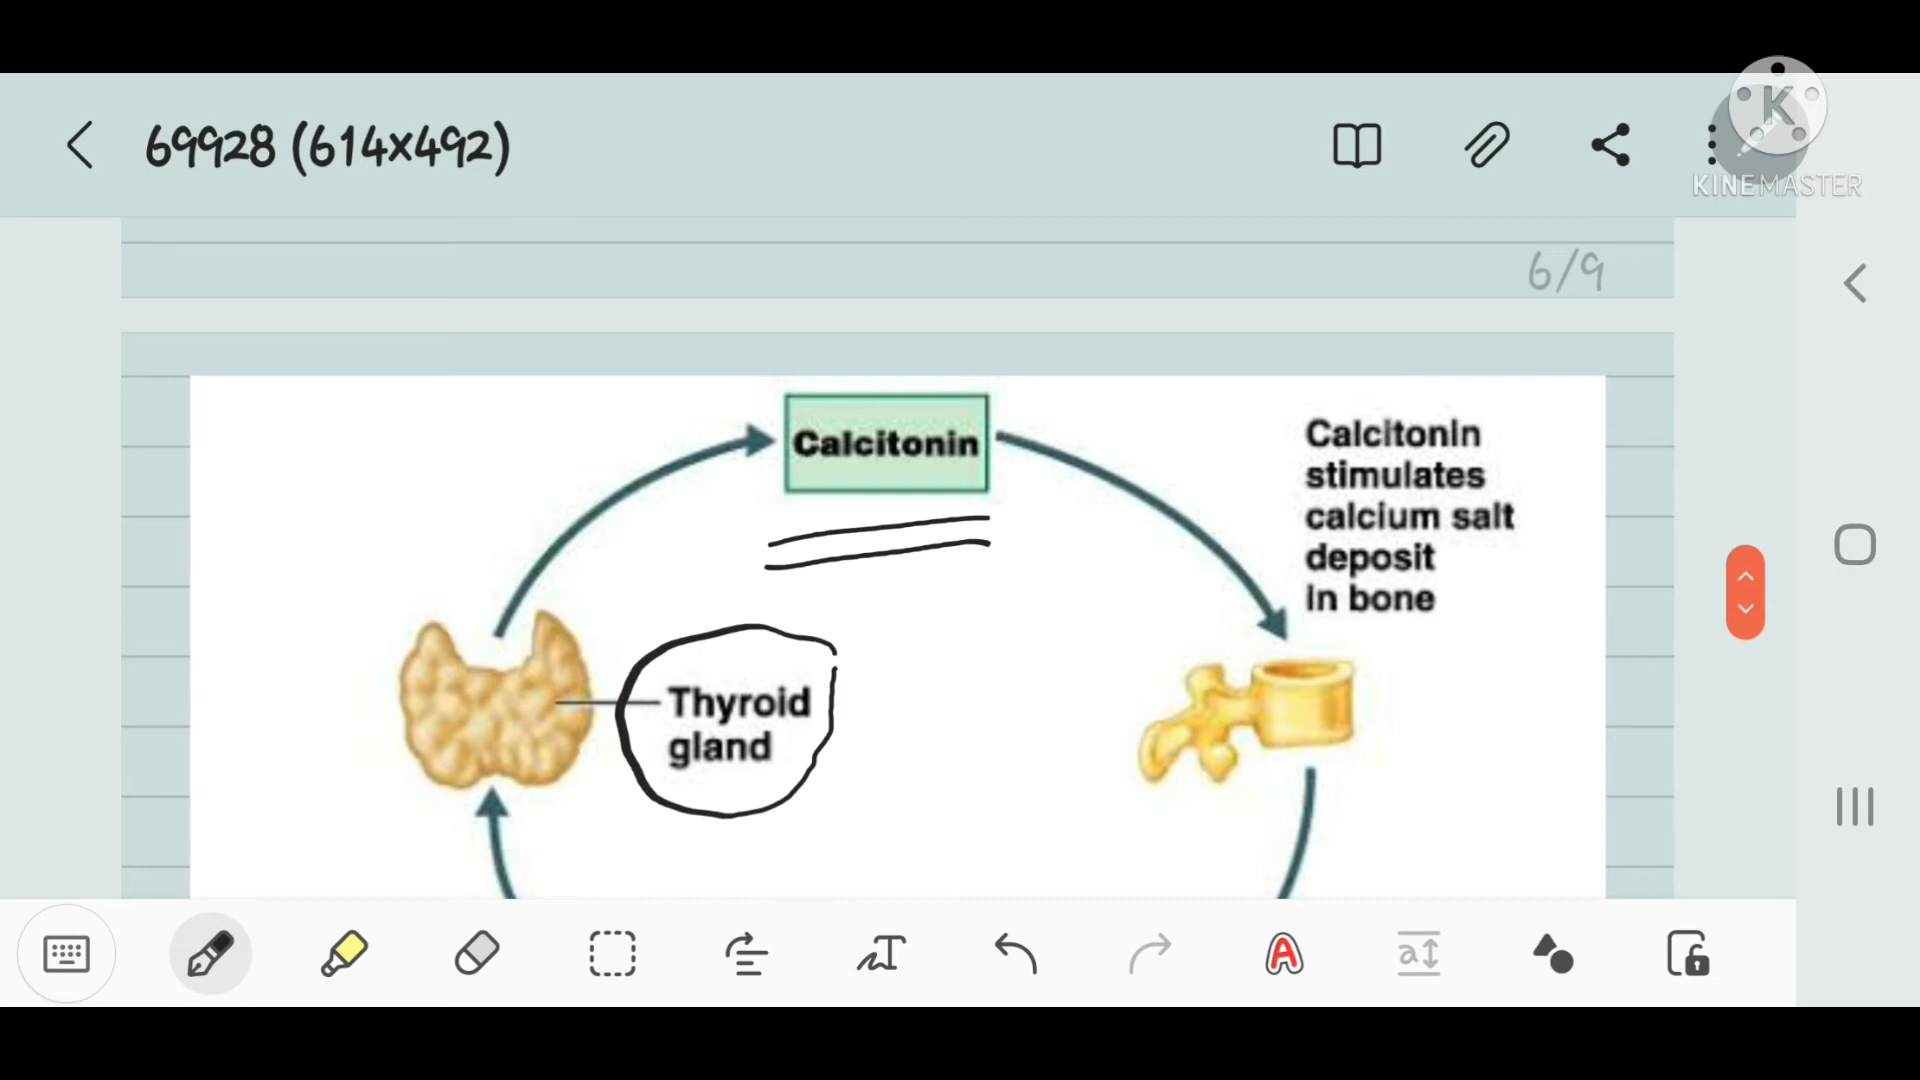 69928 (614x492)
KINEMASTER
6/9
Calcitonin
Calcitonin
stimulates
calcium salt
deposit
in bone
Thyroid
gland